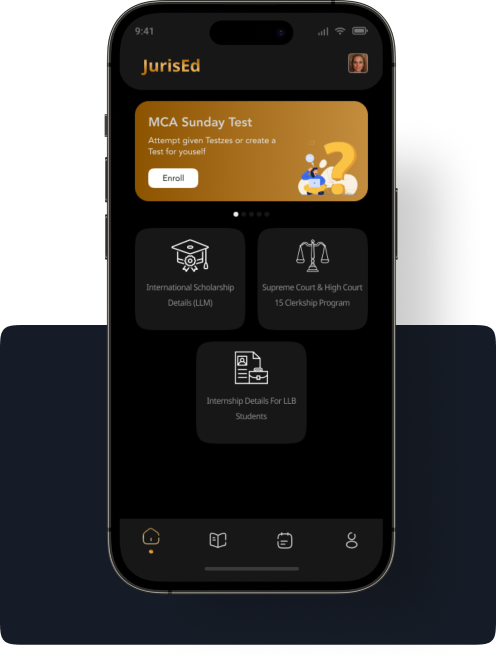 9:41
JurisEd
MCA Sunday Test
Attempt given Testzes or create a
Test for youself
Enroll
International Scholarship
Details (LLM)
Supreme Court & High Court
15 Clerkship Program
Internship Details For LLB
Students